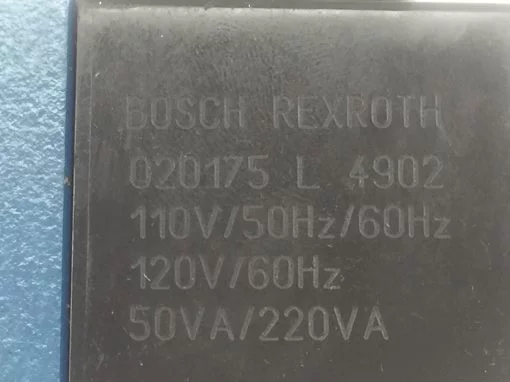 BOSCH REXROTH
020175 L 4902
110V/50Hz/60Hz
120V/60Hz
50VA/220VA